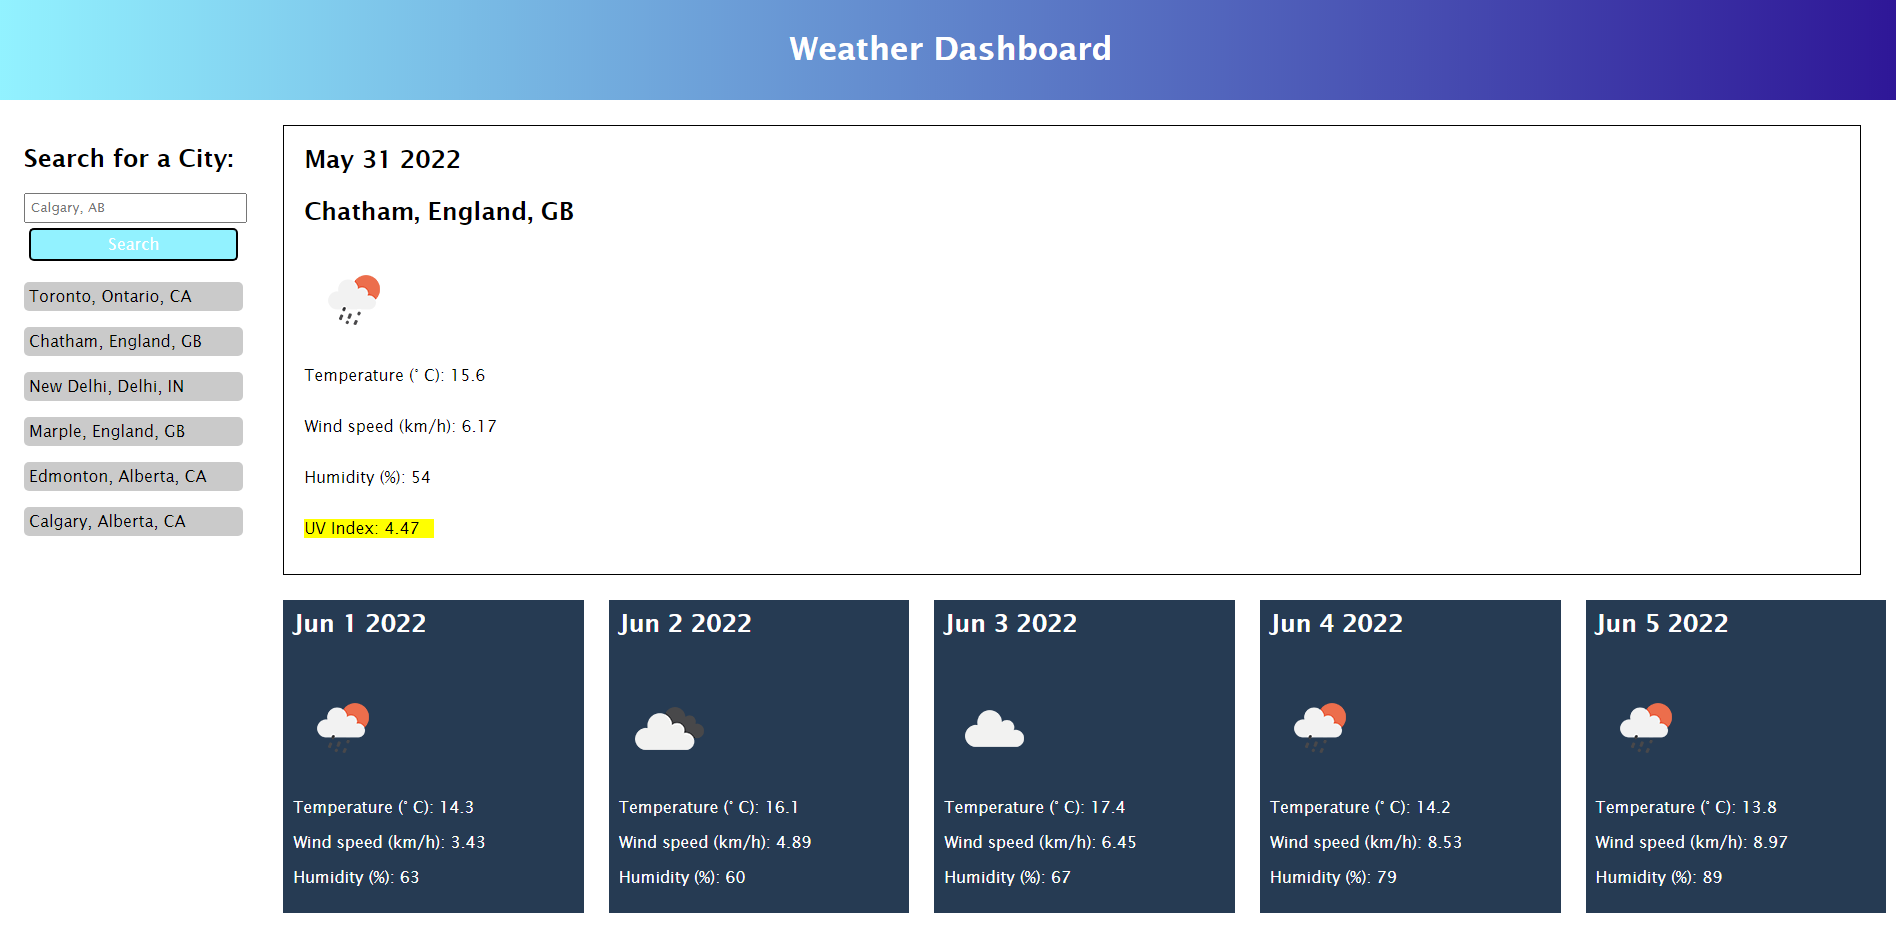 Weather Dashboard
Search for a City:
Calgary, AB
Search
Toronto, Ontario, CA
Chatham, England, GB
New Delhi, Delhi, IN
Marple, England, GB
Edmonton, Alberta, CA
Calgary, Alberta, CA
May 31 2022
Chatham, England, GB
Temperature (° C): 15.6
Wind speed (km/h): 6.17
Humidity (%): 54
UV Index: 4.47
Jun 1 2022
Temperature (° C): 14.3
Wind speed (km/h): 3.43
Humidity (%): 63
Jun 2 2022
Temperature (° C): 16.1
Wind speed (km/h): 4.89
Humidity (%): 60
Jun 3 2022
Temperature (° C): 17.4
Wind speed (km/h): 6.45
Humidity (%): 67
Jun 4 2022
Temperature (° C): 14.2
Wind speed (km/h): 8.53
Humidity (%): 79
Jun 5 2022
Temperature (° C): 13.8
Wind speed (km/h): 8.97
Humidity (%): 89